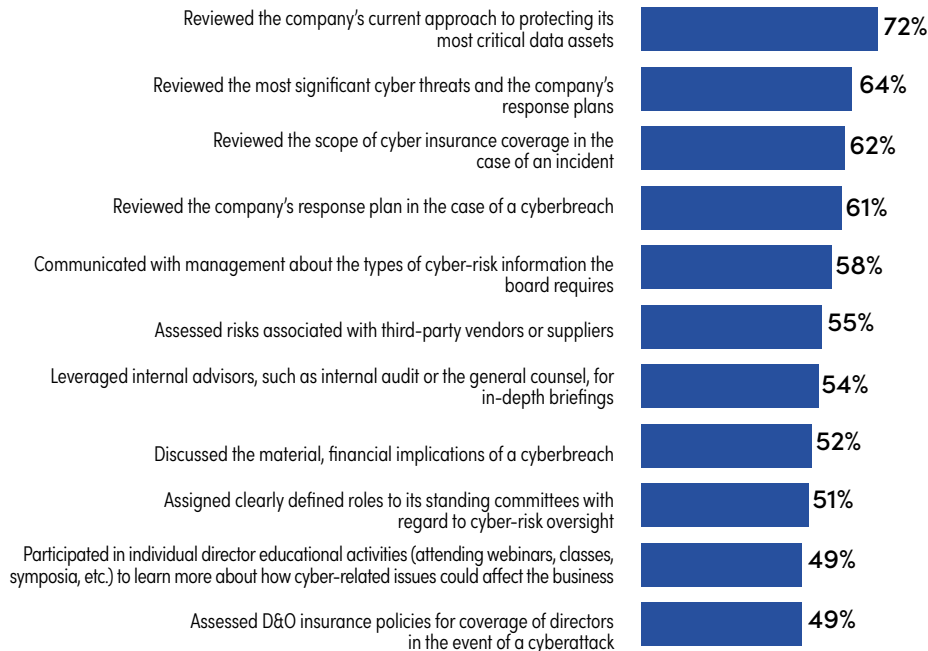 Reviewed the company’s current approach to protecting its
most critical data assets
72%
Reviewed the most significant cyber threats and the company’s
response plans
64%
Reviewed the scope of cyber insurance coverage in the
case of an incident
62%
Reviewed the company’s response plan in the case of a cyberbreach
61%
Communicated with management about the types of cyber-risk information the
board requires
58%
Assessed risks associated with third-party vendors or suppliers
55%
Leveraged internal advisors, such as internal audit or the general counsel, for
in-depth briefings
54%
Discussed the material, financial implications of a cyberbreach
52%
Assigned clearly defined roles to its standing committees with
regard to cyber-risk oversight
51%
Participated in individual director educational activities (attending webinars, classes,
symposia, etc.) to learn more about how cyber-related issues could affect the business
49%
Assessed D&O insurance policies for coverage of directors
in the event of a cyberattack
49%